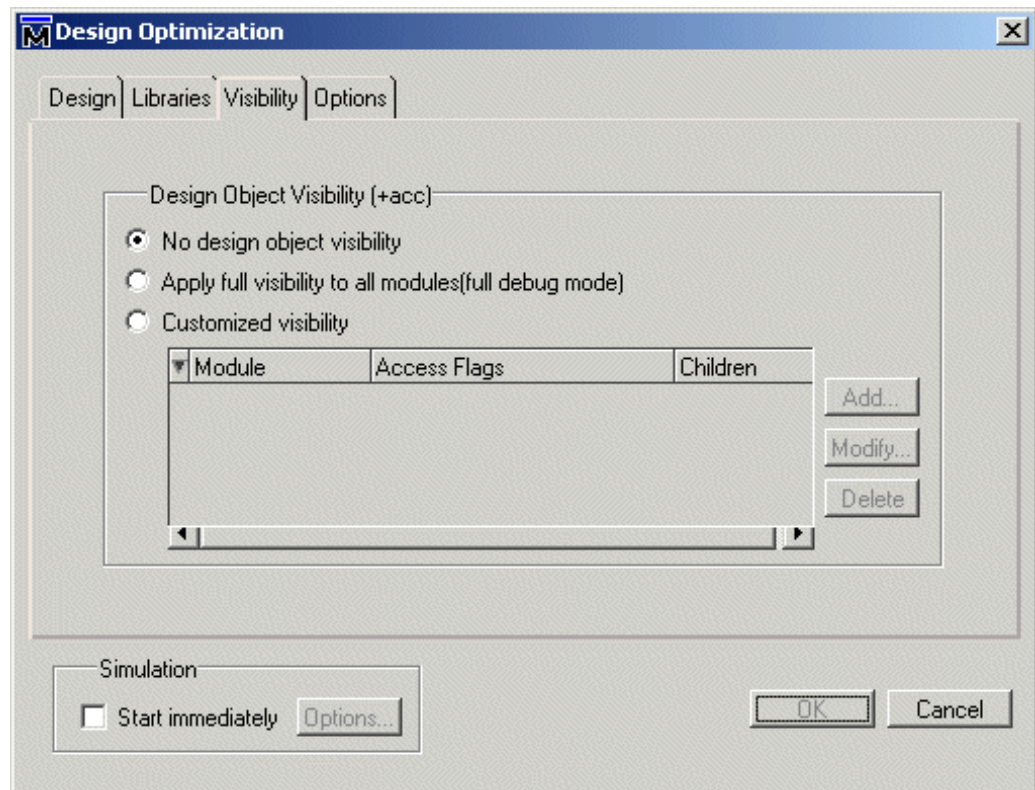 Design Optimization
Design Libraries Visibility Options
Design Object Visibility (+acc)
No design object visibility
Apply full visibility to all modules(full debug mode)
Customized visibility
Module Access Flags Children
Add...
Modify...
Delete
Simulation
Start immediately Options...
OK Cancel